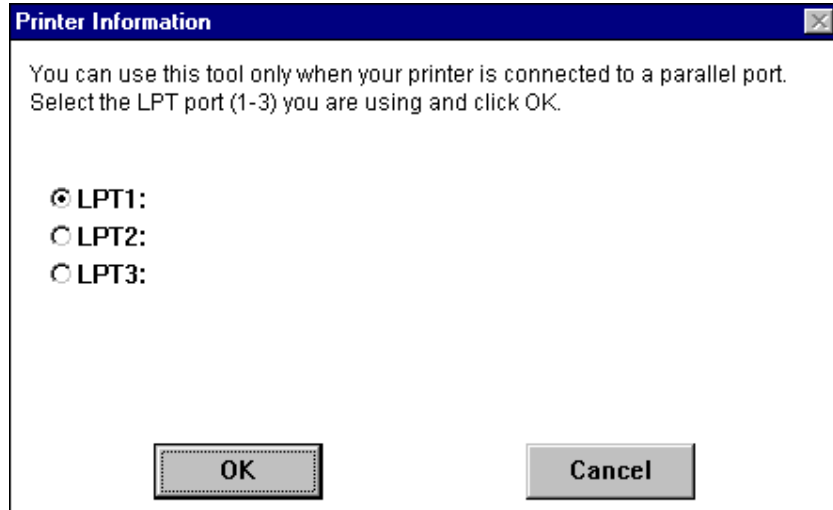 Printer Information
You can use this tool only when your printer is connected to a parallel port.
Select the LPT port (1-3) you are using and click OK.
LPT1:
LPT2:
LPT3:
OK
Cancel